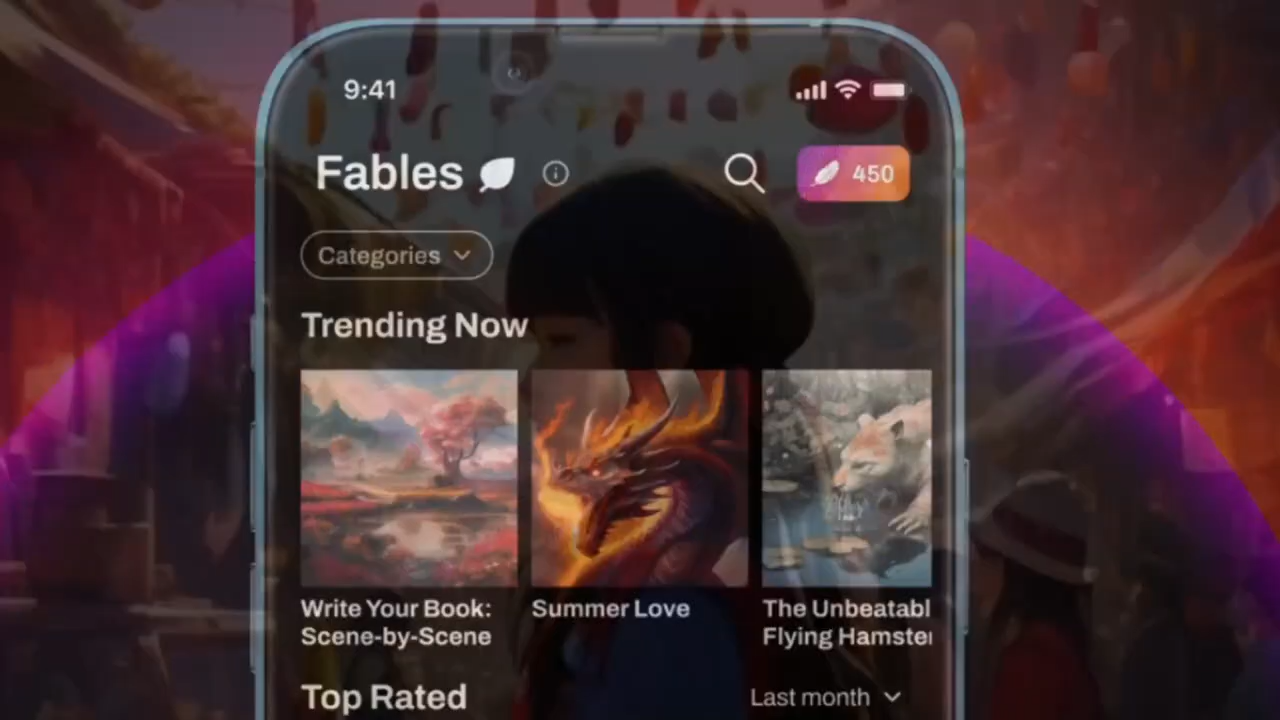 9:41
Fables
450
Categories
Trending Now
Write Your Book:
Scene-by-Scene
Summer Love
The Unbeatabl
Flying Hamster
Top Rated
Last month